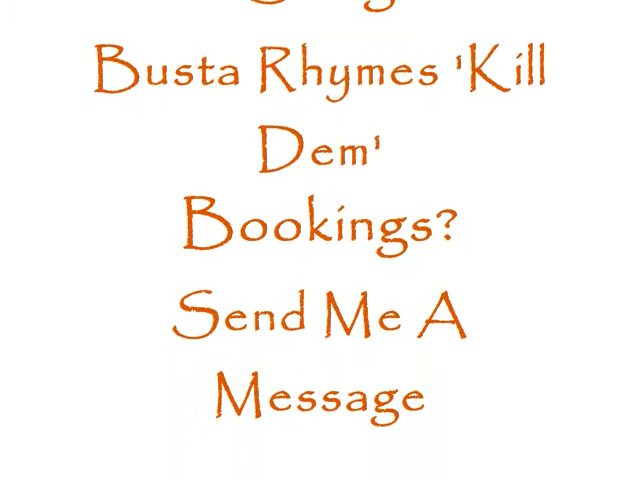 Busta Rhymes 'Kill
Dem'
Bookings?
Send Me A
Message